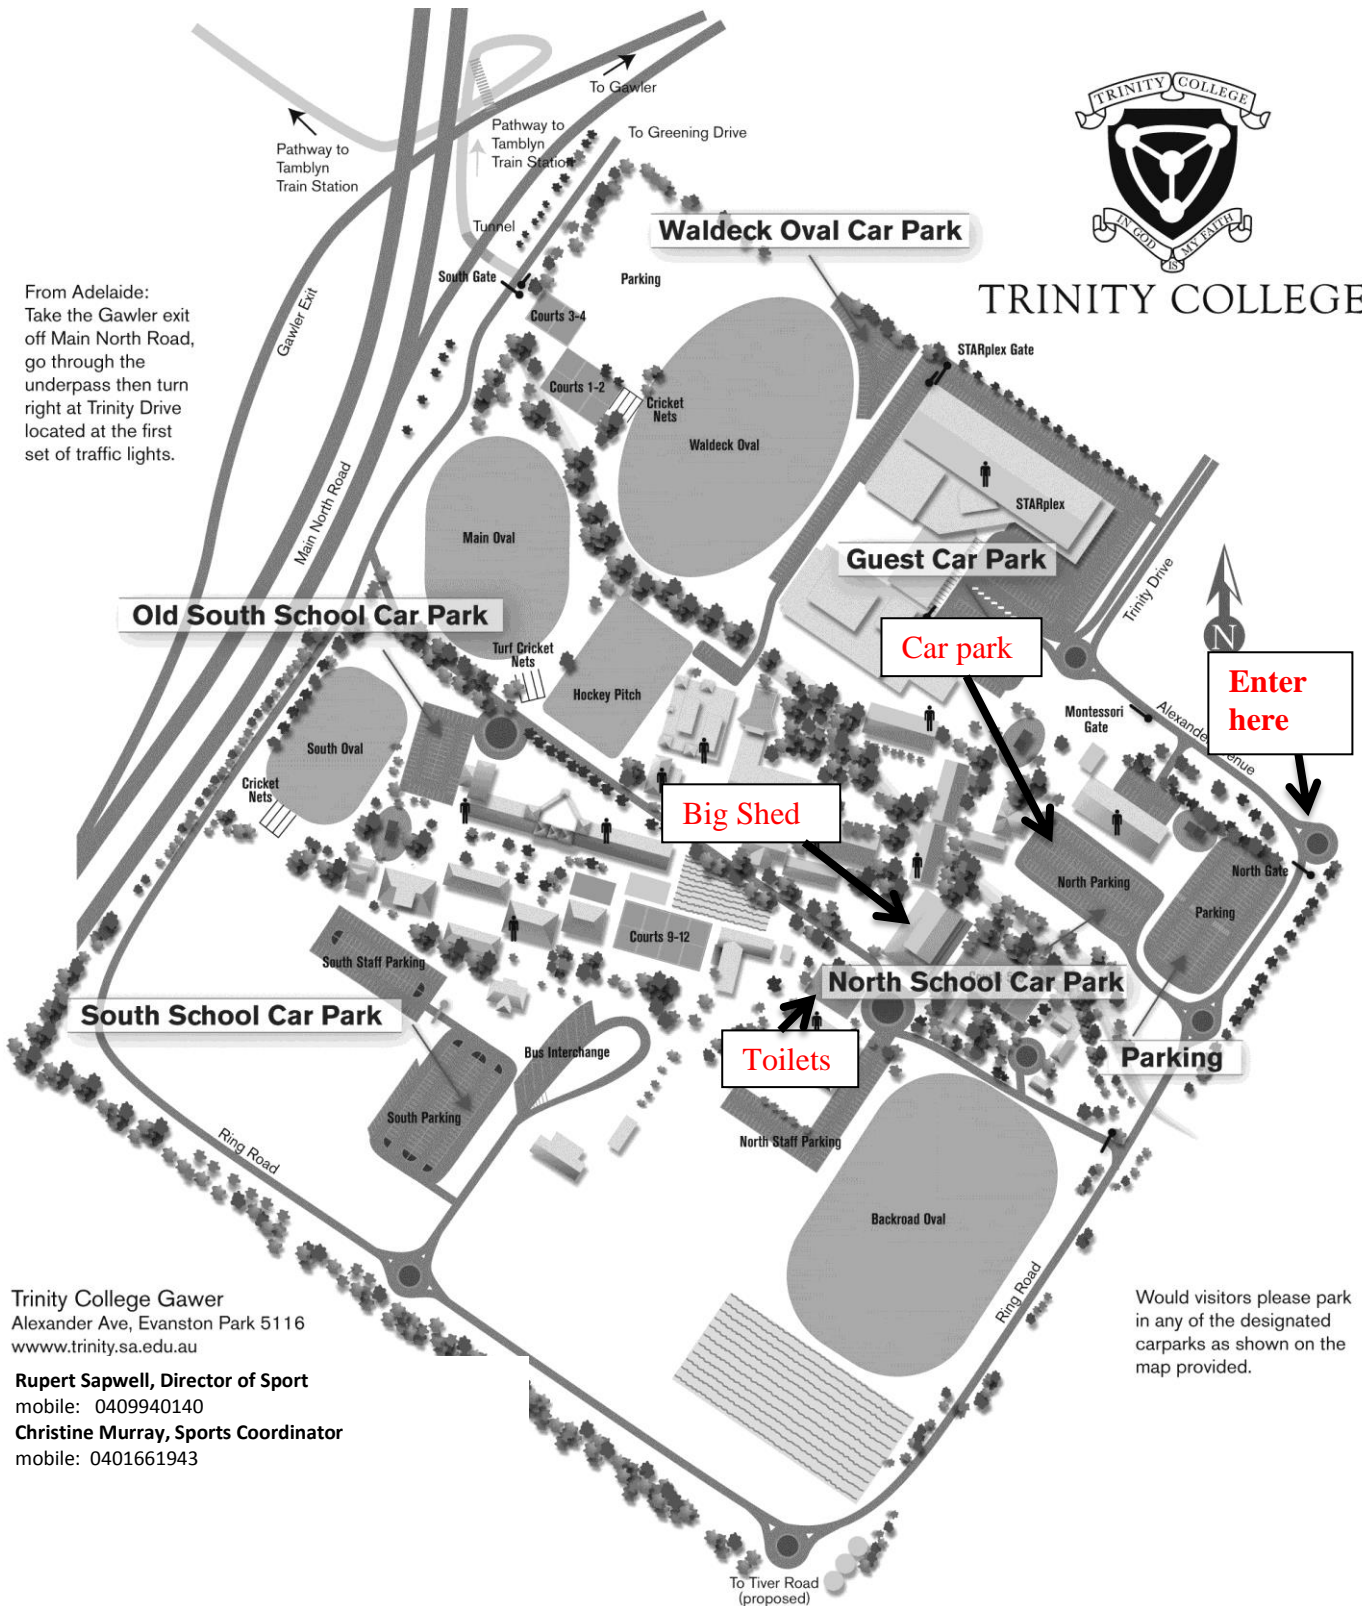 To Gawler
Pathway to
Tamblyn
Train Station
Pathway to
Tamblyn
Train Station
To Greening Drive
TRINITY COLLEGE
IN GOD
IS
MY FAITH
TRINITY COLLEGE
Tunnel
Waldeck Oval Car Park
South Gate
Parking
From Adelaide:
Take the Gawler exit
off Main North Road,
go through the
underpass then turn
right at Trinity Drive
located at the first
set of traffic lights.
Gawler Exit
Courts 3-4
STARplex Gate
Courts 1-2
Cricket
Nets
Waldeck Oval
Main North Road
STARplex
Main Oval
Guest Car Park
Trinity Drive
Old South School Car Park
N
Turf Cricket
Nets
Car park
Hockey Pitch
Enter
here
Montessori
Gate
Alexander Avenue
South Oval
Cricket
Nets
Big Shed
North Gate
North Parking
Parking
Courts 9-12
South Staff Parking
North School Car Park
South School Car Park
Bus Interchange
Toilets
Parking
South Parking
North Staff Parking
Ring Road
Backroad Oval
Ring Road
Trinity College Gawer
Alexander Ave, Evanston Park 5116
wwww.trinity.sa.edu.au
Would visitors please park
in any of the designated
carparks as shown on the
map provided.
Rupert Sapwell, Director of Sport
mobile: 0409940140
Christine Murray, Sports Coordinator
mobile: 0401661943
To Tiver Road
(proposed)